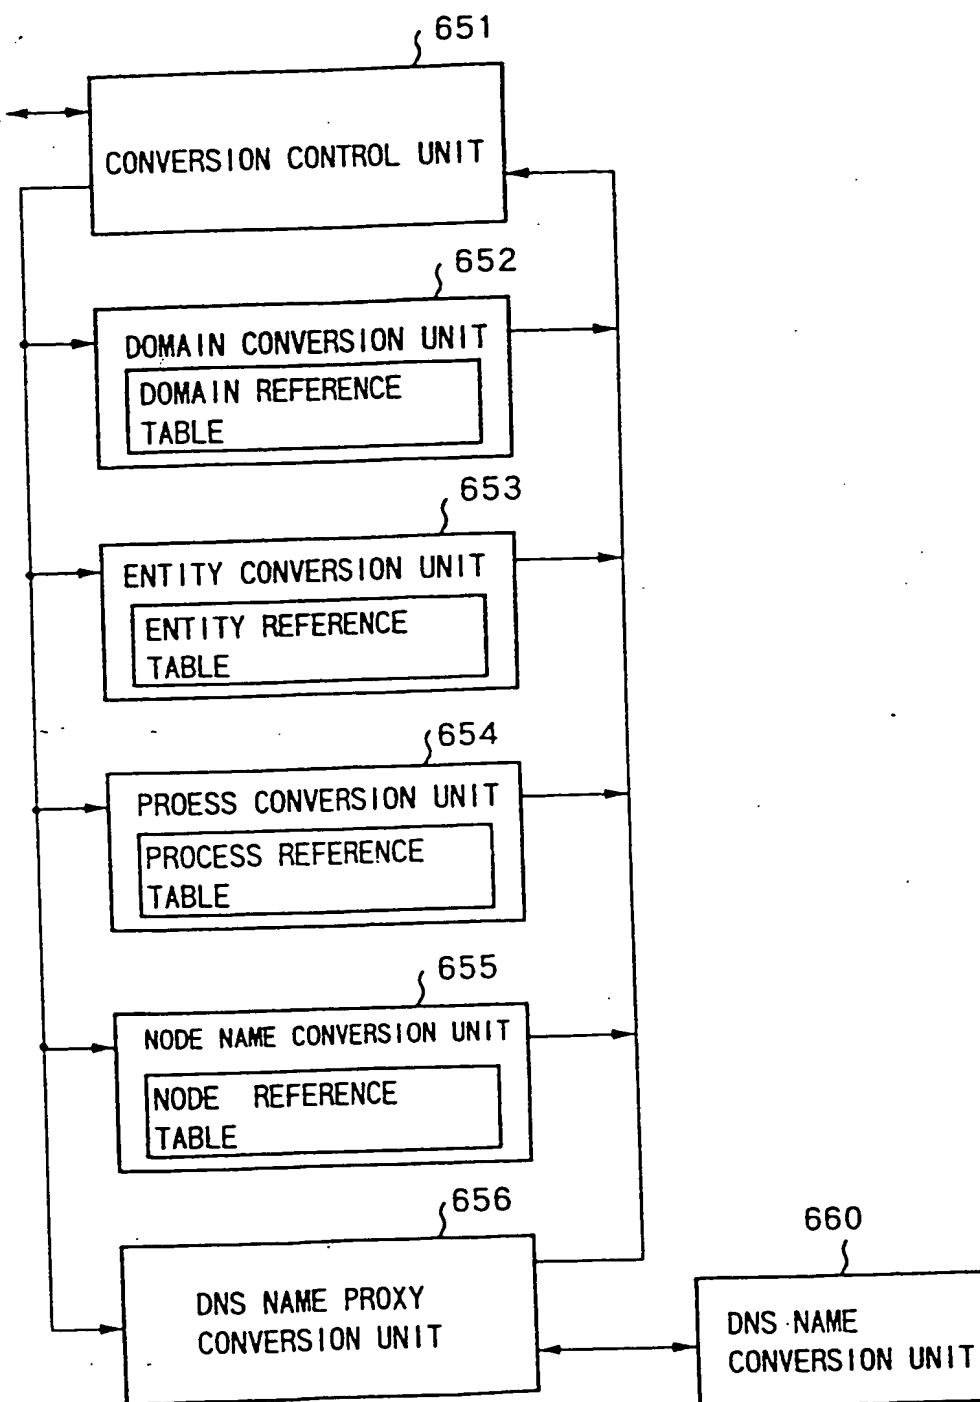 651
CONVERSION CONTROL UNIT
652
DOMAIN CONVERSION UNIT
DOMAIN REFERENCE
TABLE
653
ENTITY CONVERSION UNIT
ENTITY REFERENCE
TABLE
654
PROESS CONVERSION UNIT
PROCESS REFERENCE
TABLE
655
NODE NAME CONVERSION UNIT
NODE REFERENCE
TABLE
656
DNS NAME PROXY
CONVERSION UNIT
660
DNS NAME
CONVERSION UNIT